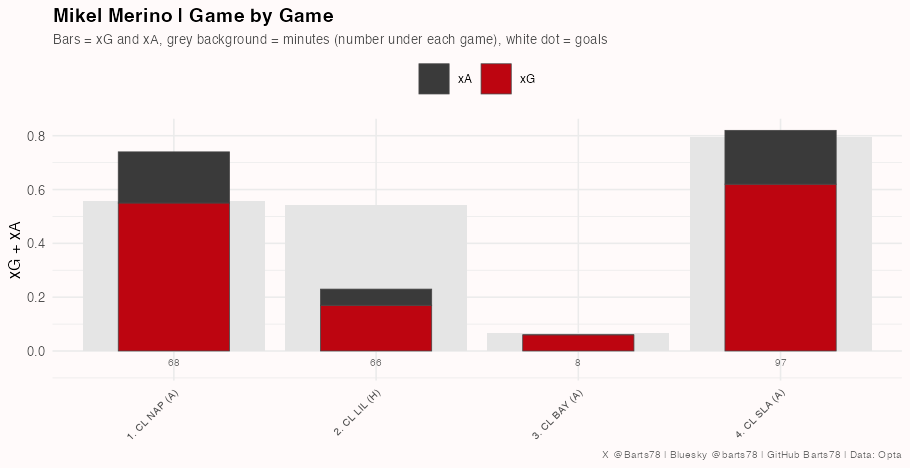 Mikel Merino | Game by Game
Bars = xG and xA, grey background = minutes (number under each game), white dot = goals
xA xG
xG + xA
0.8
0.6
0.4
0.2
0.0
68 66 8 97
1. CL NAP (A) 2. CL LIL (H) 3. CL BAY (A) 4. CL SLA (A)
X @Barts78 | Bluesky @barts78 | GitHub Barts78 | Data: Opta